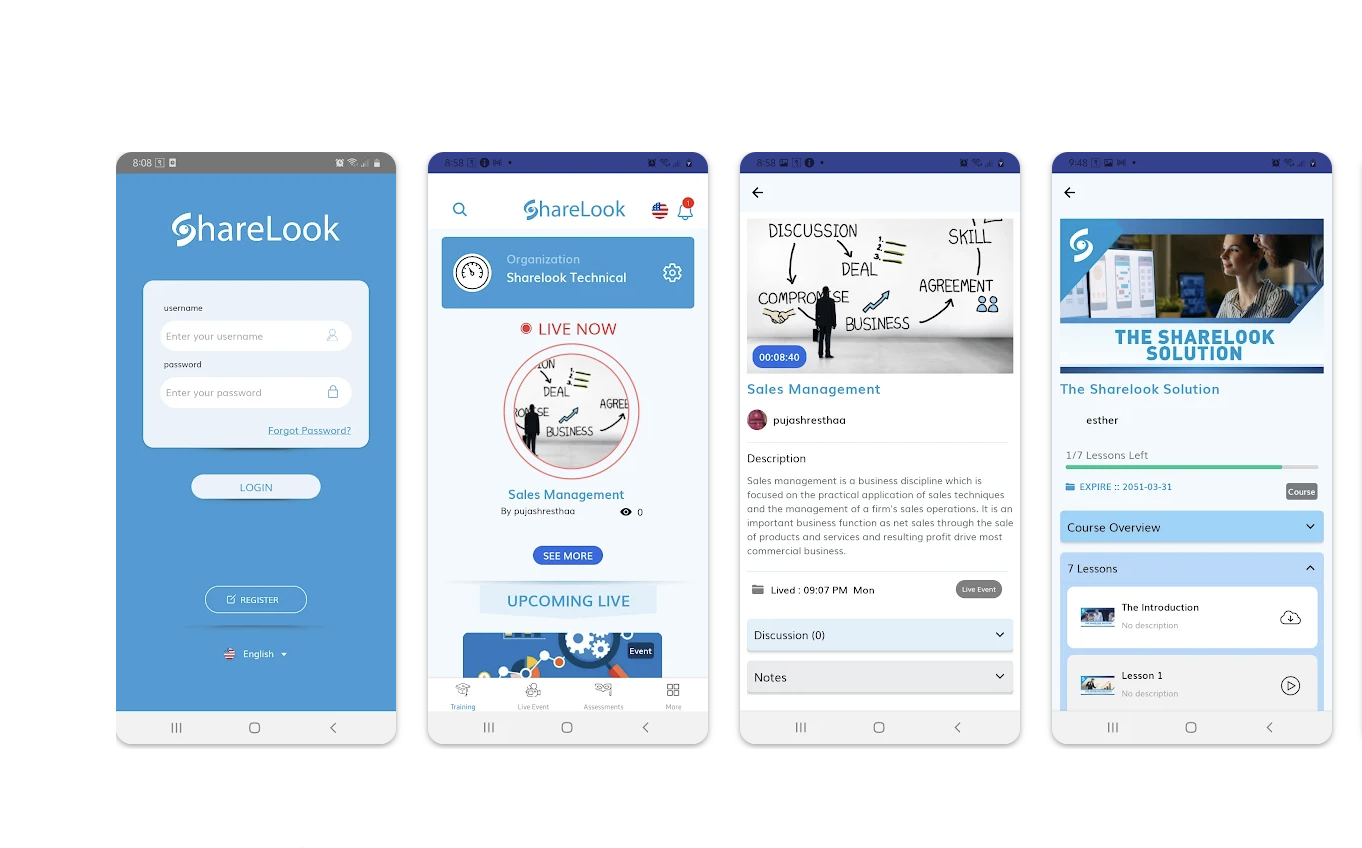 8:08
ShareLook
username
Enter your username
password
Enter your password
Forgot Password?
LOGIN
REGISTER
English
8:58
ShareLook
1
Organization
Sharelook Technical
LIVE NOW
DEAL
AGREE
BUSINESS
Sales Management
By pujashresthaa
0
SEE MORE
UPCOMING LIVE
Event
Training
Live Event
Assessments
More
8:58
DISCUSSION
SKILL
DEAL
1.
2.
3.
COMPROMISE
AGREEMENT
BUSINESS
00:08:40
Sales Management
pujashresthaa
Description
Sales management is a business discipline which is
focused on the practical application of sales techniques
and the management of a firm's sales operations. It is an
important business function as net sales through the sale
of products and services and resulting profit drive most
commercial business.
Lived : 09:07 PM Mon
Live Event
Discussion (0)
Notes
9:48
THE SHARELOOK
SOLUTION
The Sharelook Solution
esther
1/7 Lessons Left
EXPIRE :: 2051-03-31
Course
Course Overview
7 Lessons
The Introduction
No description
Lesson 1
No description